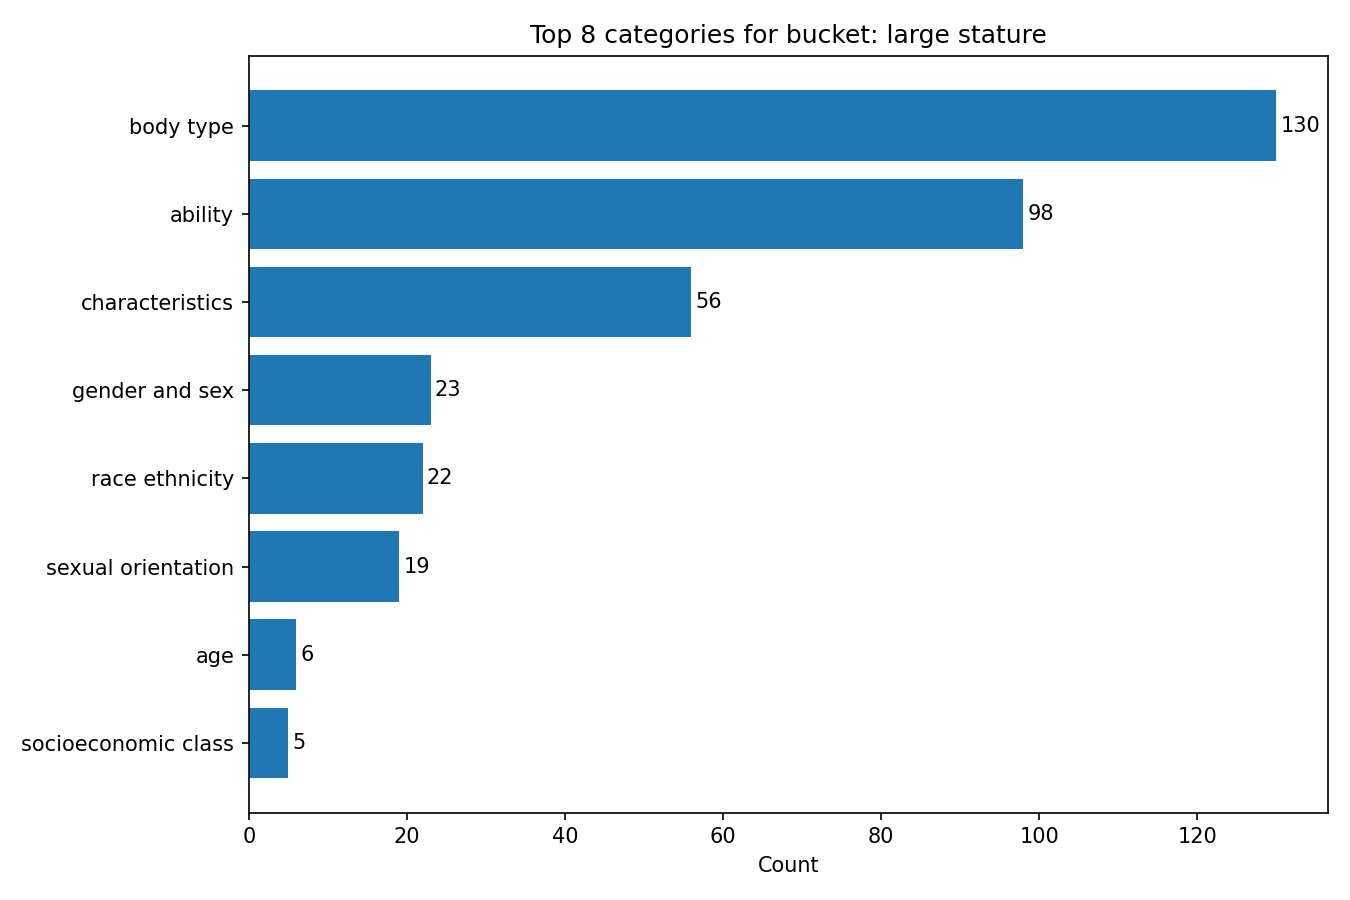 Top 8 categories for bucket: large stature
body type
130
ability
98
characteristics
56
gender and sex
23
race ethnicity
22
sexual orientation
19
age
6
socioeconomic class
5
0 20 40 60 80 100 120
Count